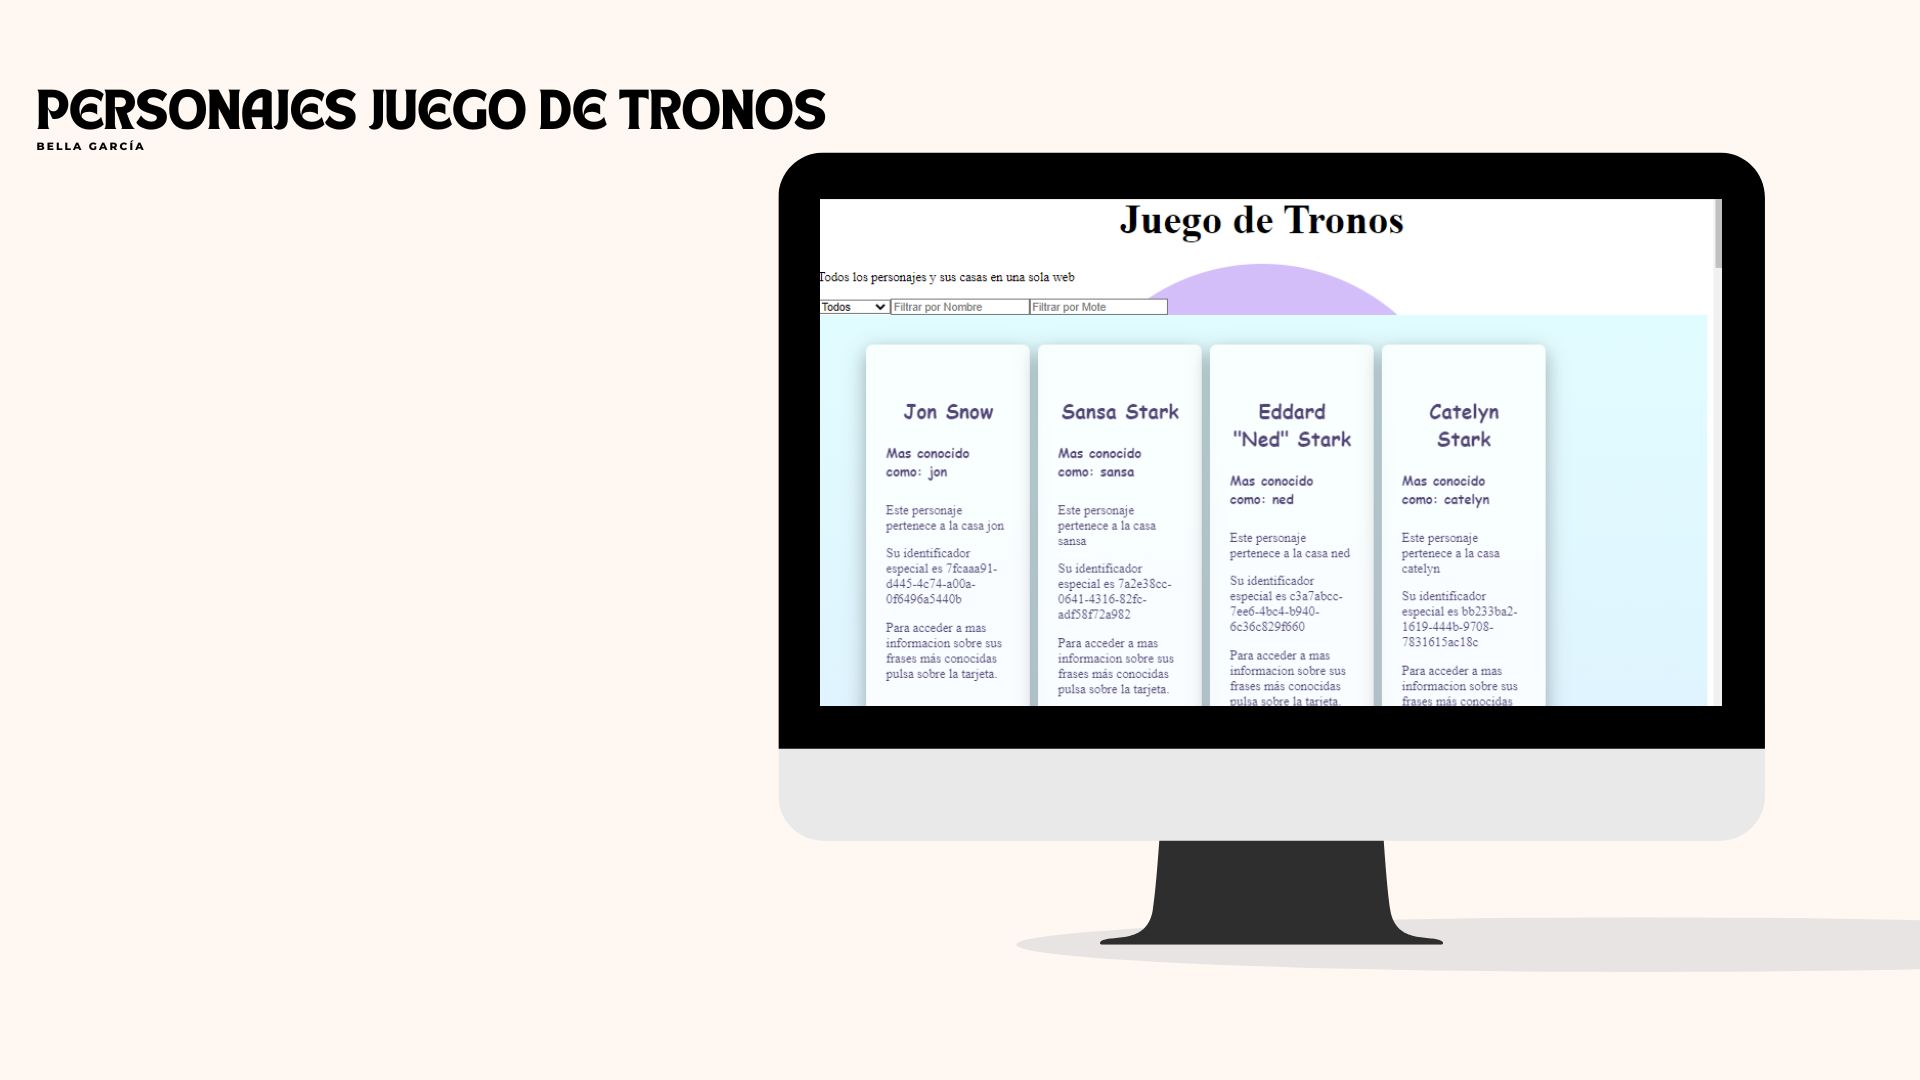 PERSONAJES JUEGO DE TRONOS
BELLA GARCÍA
Juego de Tronos
Todos los personajes y sus casas en una sola web
Todos
Filtrar por Nombre
Filtrar por Mote
Jon Snow
Mas conocido
como: jon
Este personaje
pertenece a la casa jon
Su identificador
especial es 7fcaaa91-
d445-4c74-a00a-
0f6496a5440b
Para acceder a mas
informacion sobre sus
frases más conocidas
pulsa sobre la tarjeta.
Sansa Stark
Mas conocido
como: sansa
Este personaje
pertenece a la casa
sansa
Su identificador
especial es 7a2e38cc-
0641-4316-82fc-
adf58f72a982
Para acceder a mas
informacion sobre sus
frases más conocidas
pulsa sobre la tarjeta.
Eddard
"Ned" Stark
Mas conocido
como: ned
Este personaje
pertenece a la casa ned
Su identificador
especial es c3a7abcc-
7ee6-4bc4-b940-
6c36c829f660
Para acceder a mas
informacion sobre sus
frases más conocidas
pulsa sobre la tarjeta.
Catelyn
Stark
Mas conocido
como: catelyn
Este personaje
pertenece a la casa
catelyn
Su identificador
especial es bb233ba2-
1619-444b-9708-
7831615ac18c
Para acceder a mas
informacion sobre sus
frases más conocidas